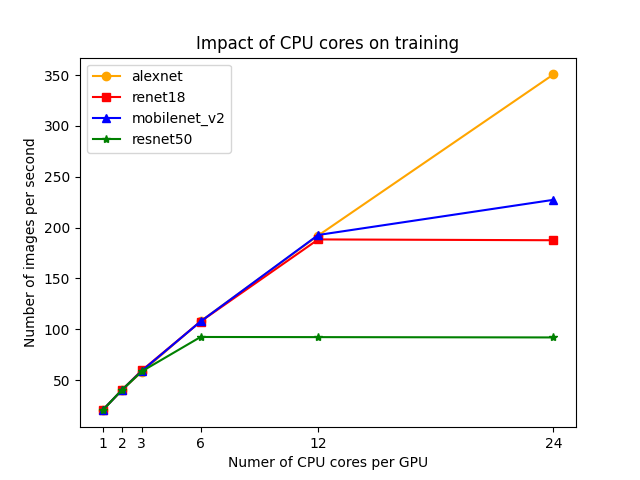 Impact of CPU cores on training
alexnet
renet18
mobilenet_v2
resnet50
Number of images per second
350
300
250
200
150
100
50
1 2 3 6 12 24
Numer of CPU cores per GPU